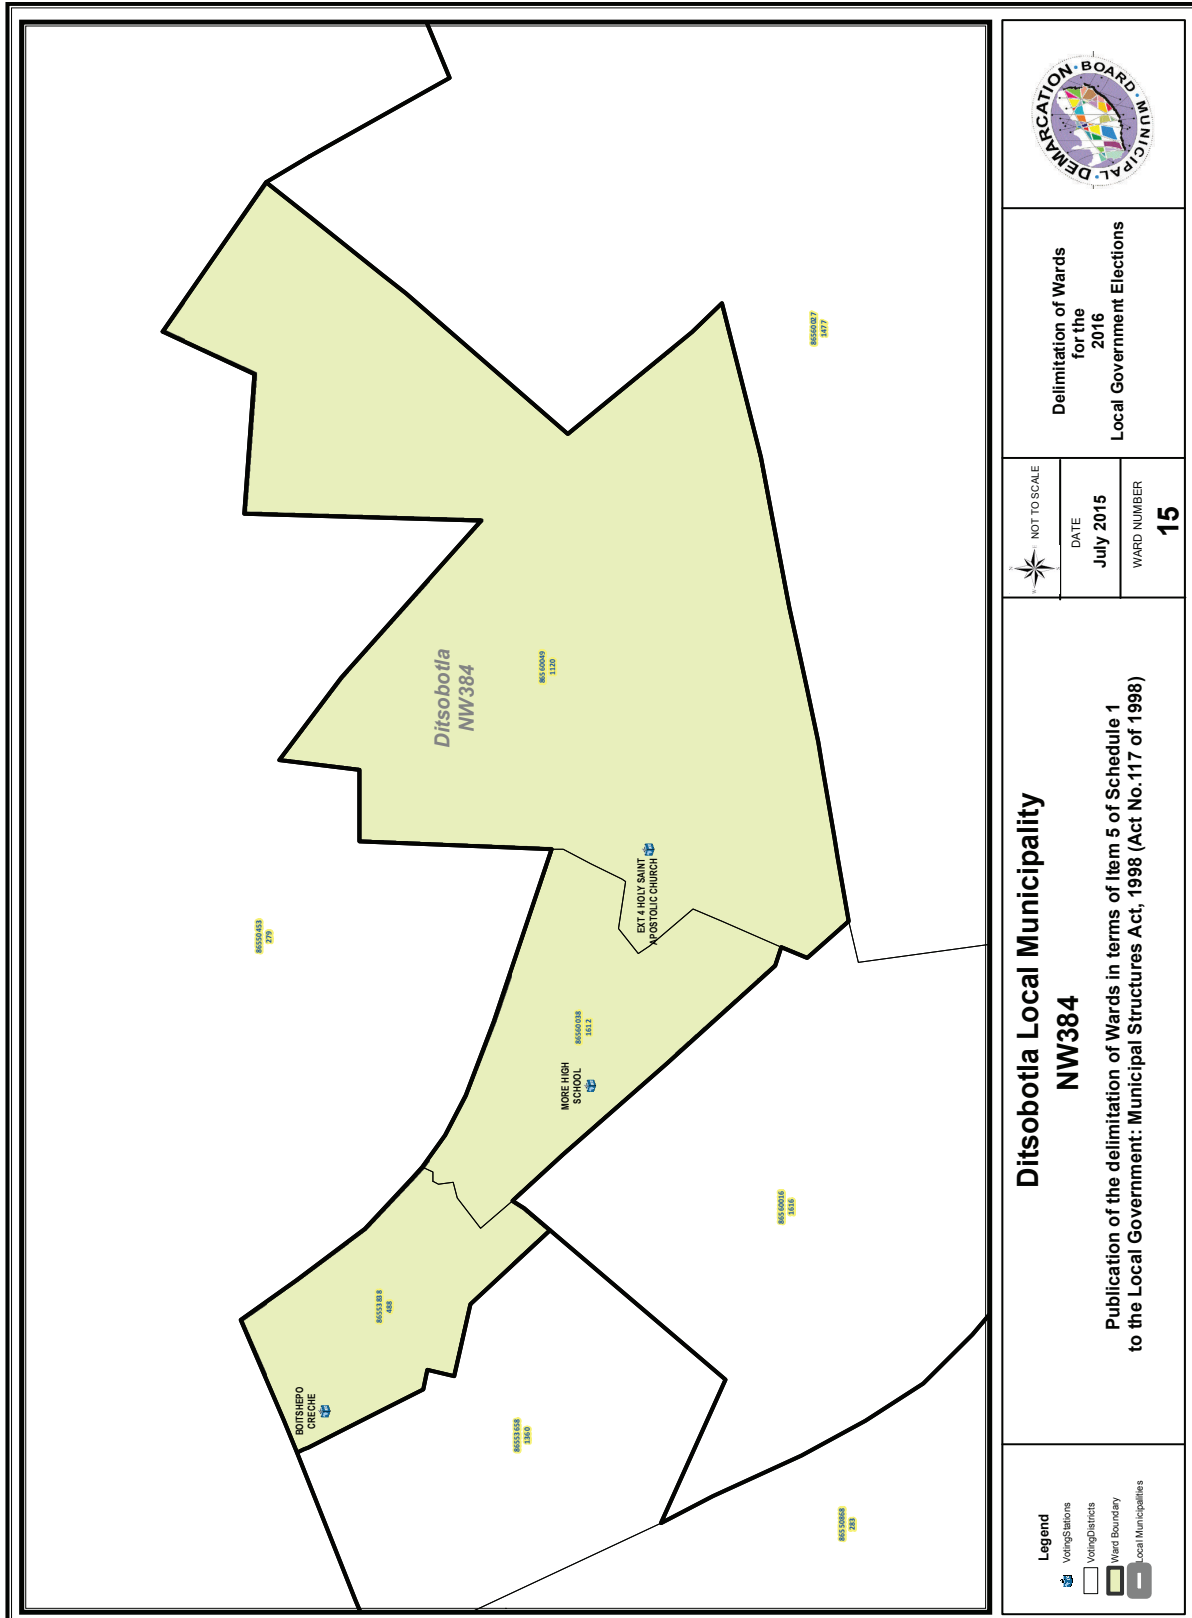 86550453
279
Ditsobotla
NW384
86560049
1120
86560027
1477
EXT 4 HOLY SAINT
APOSTOLIC CHURCH
86560038
1612
MORE HIGH
SCHOOL
86560016
1616
86553838
488
BOITSHEPO
CRECHE
86553658
1360
86550868
283
Legend
VotingStations
VotingDistricts
Ward Boundary
Local Municipalities
Ditsobotla Local Municipality
NW384
Publication of the delimitation of Wards in terms of Item 5 of Schedule 1
to the Local Government: Municipal Structures Act, 1998 (Act No.117 of 1998)
NOT TO SCALE
DATE
July 2015
WARD NUMBER
15
Delimitation of Wards
for the
2016
Local Government Elections
MUNICIPAL • DEMARCATION • BOARD •